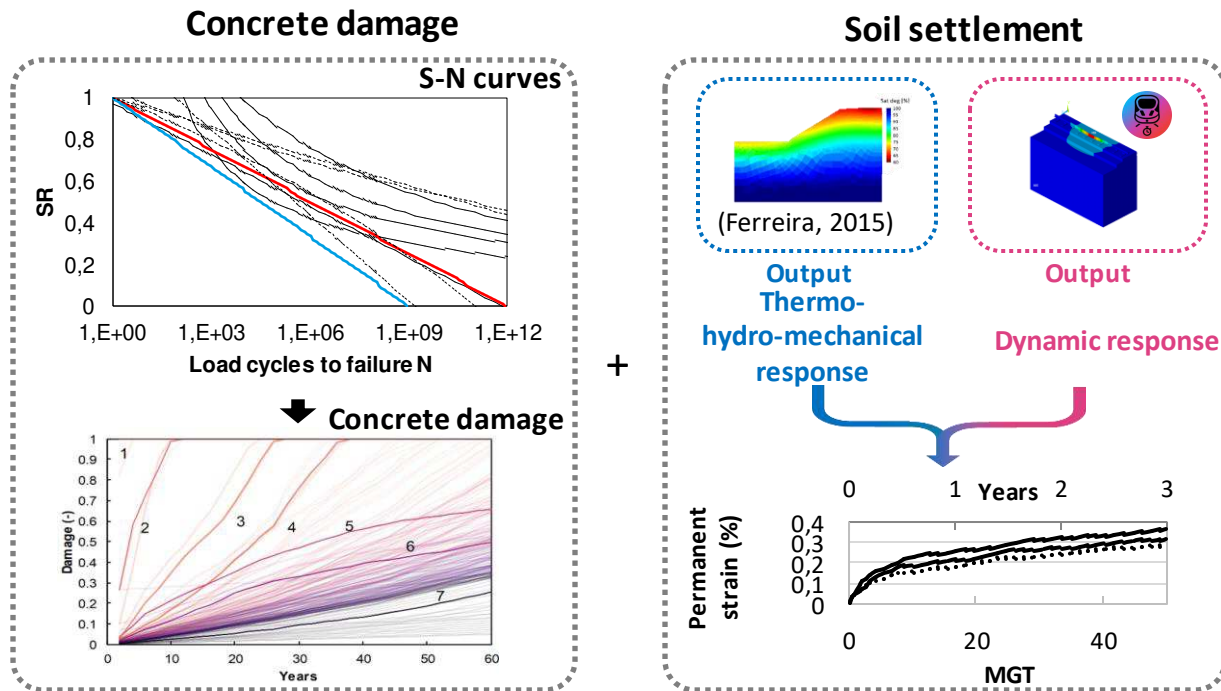 Concrete damage
S-N curves
1
0,8
0,6
0,4
0,2
0
SR
1,E+00 1,E+03 1,E+06 1,E+09 1,E+12
Load cycles to failure N
Concrete damage
1
0.9
0.8
0.7
0.6
0.5
0.4
0.3
0.2
0.1
0
Damage (-)
1
2
3
4
5
6
7
0 10 20 30 40 50 60
Years
+
Soil settlement
Sat deg [%]
(Ferreira, 2015)
Output
Thermo-
hydro-mechanical
response
Output
Dynamic response
0 1 Years 2 3
Permanent
strain (%)
0,4
0,3
0,2
0,1
0
0 20 40
MGT